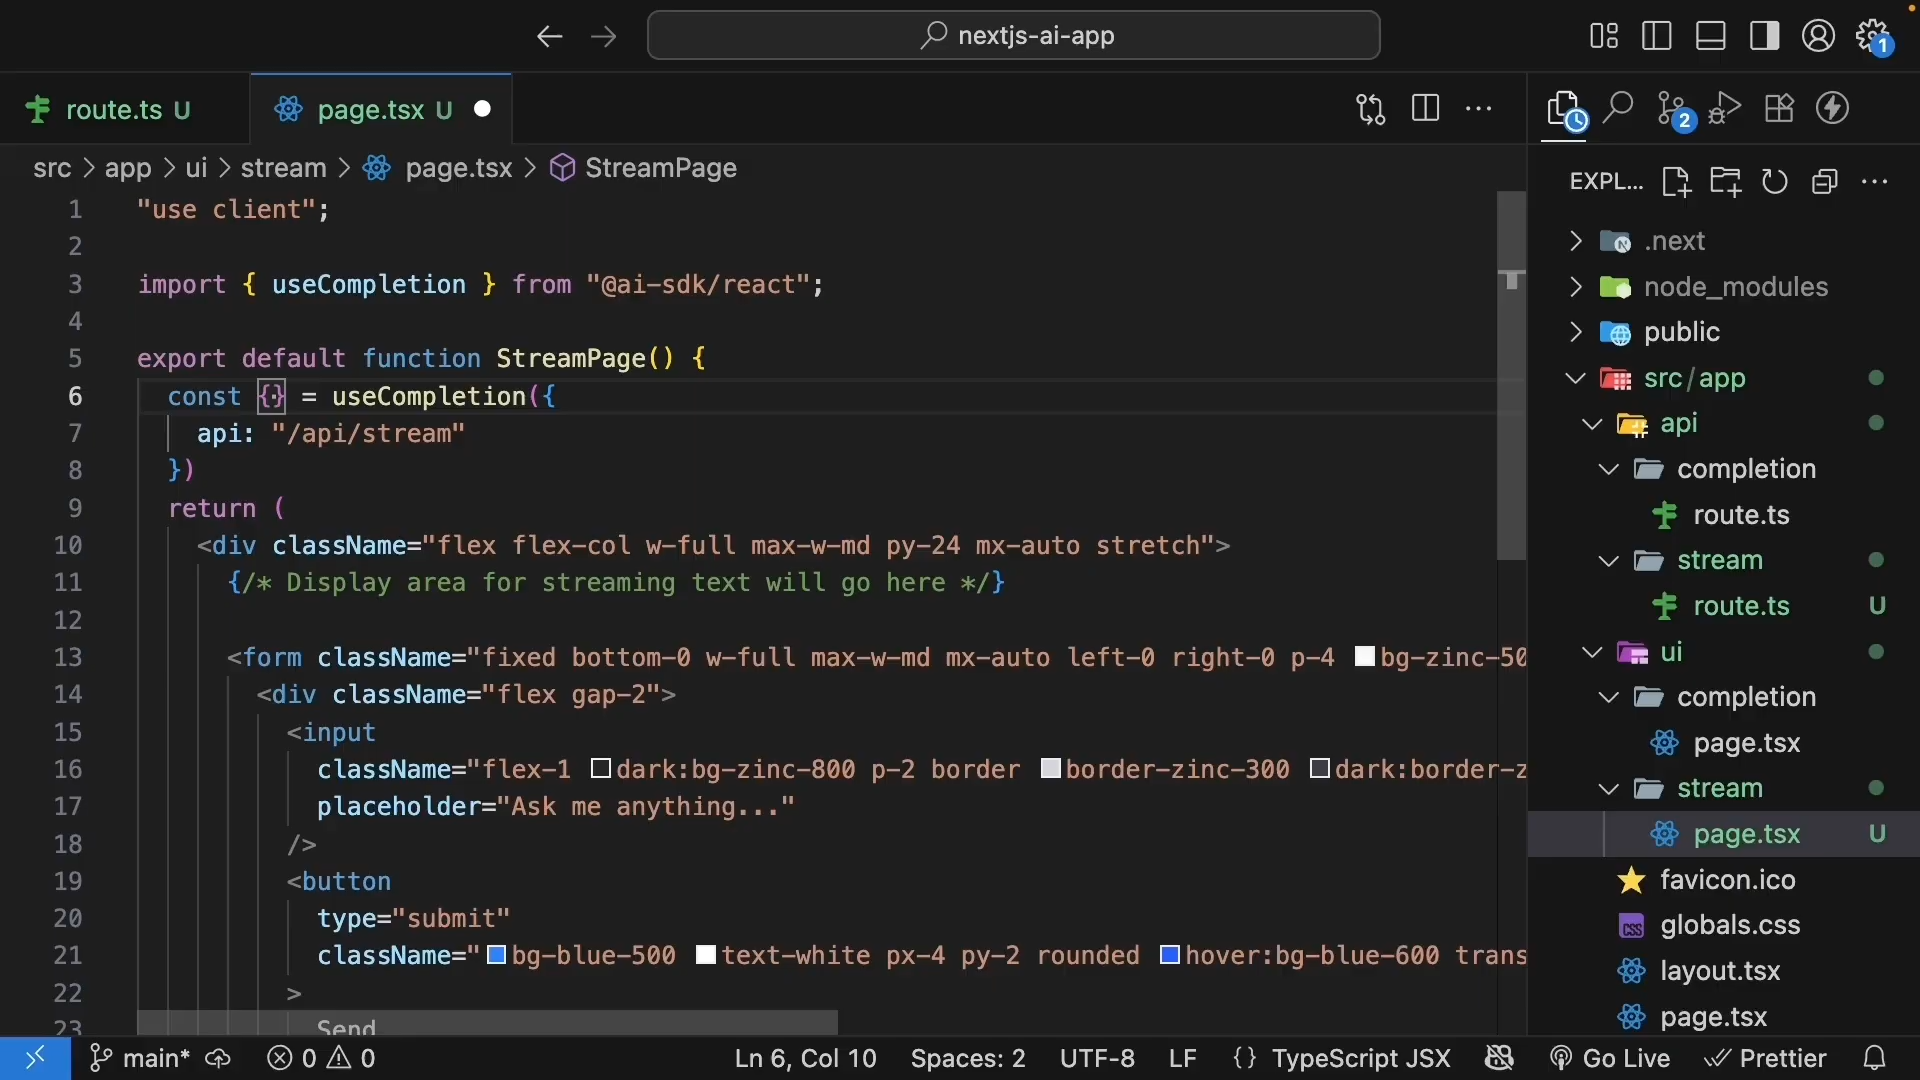 nextjs-ai-app
1
route.ts U
page.tsx U
2
src > app > ui > stream > page.tsx > StreamPage
EXPL...
1 "use client";
2
3 import { useCompletion } from "@ai-sdk/react";
4
5 export default function StreamPage() {
6 const {} = useCompletion({
7 api: "/api/stream"
8 })
9 return (
10 <div className="flex flex-col w-full max-w-md py-24 mx-auto stretch">
11 {/* Display area for streaming text will go here */}
12
13 <form className="fixed bottom-0 w-full max-w-md mx-auto left-0 right-0 p-4 bg-zinc-50
14 <div className="flex gap-2">
15 <input
16 className="flex-1 dark:bg-zinc-800 p-2 border border-zinc-300 dark:border-z
17 placeholder="Ask me anything..."
18 />
19 <button
20 type="submit"
21 className="bg-blue-500 text-white px-4 py-2 rounded hover:bg-blue-600 trans
22 >
23 Send
.next
node_modules
public
src/app
api
completion
route.ts
stream
route.ts U
ui
completion
page.tsx
stream
page.tsx U
favicon.ico
globals.css
layout.tsx
page.tsx
main* 0 0 Ln 6, Col 10 Spaces: 2 UTF-8 LF {} TypeScript JSX Go Live Prettier